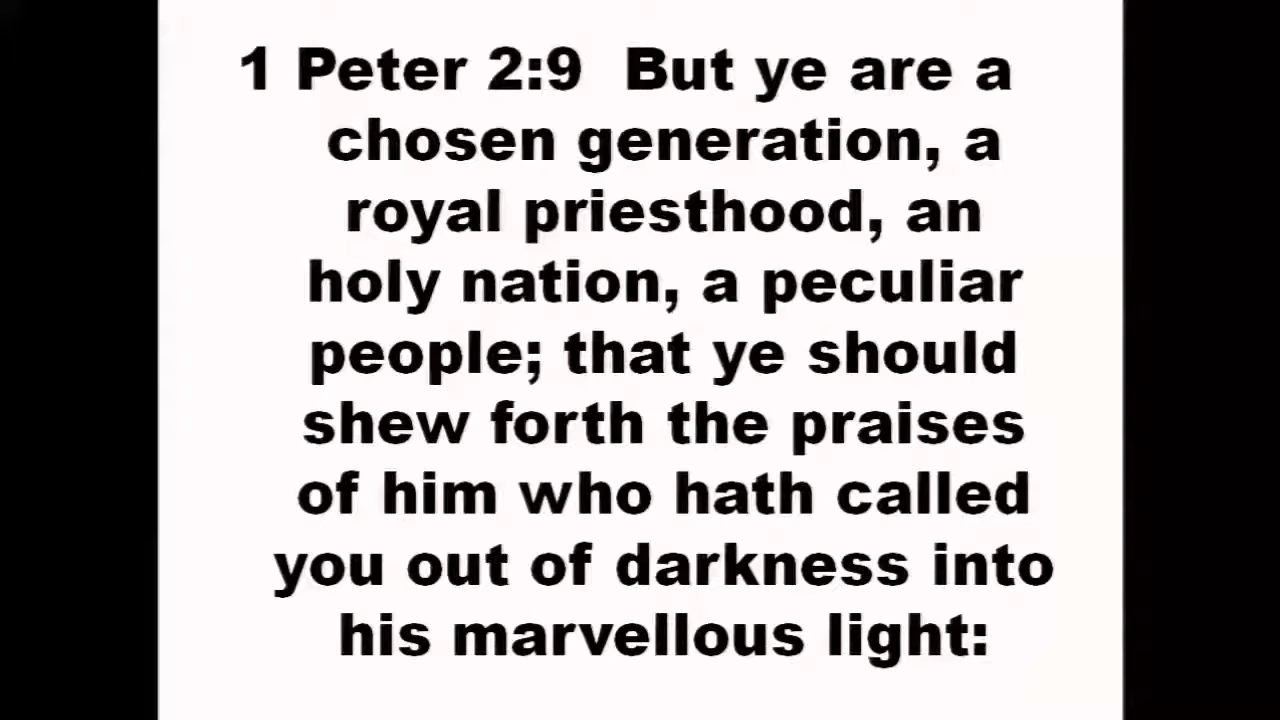 1 Peter 2:9  But ye are a
chosen generation, a
royal priesthood, an
holy nation, a peculiar
people; that ye should
shew forth the praises
of him who hath called
you out of darkness into
his marvellous light: